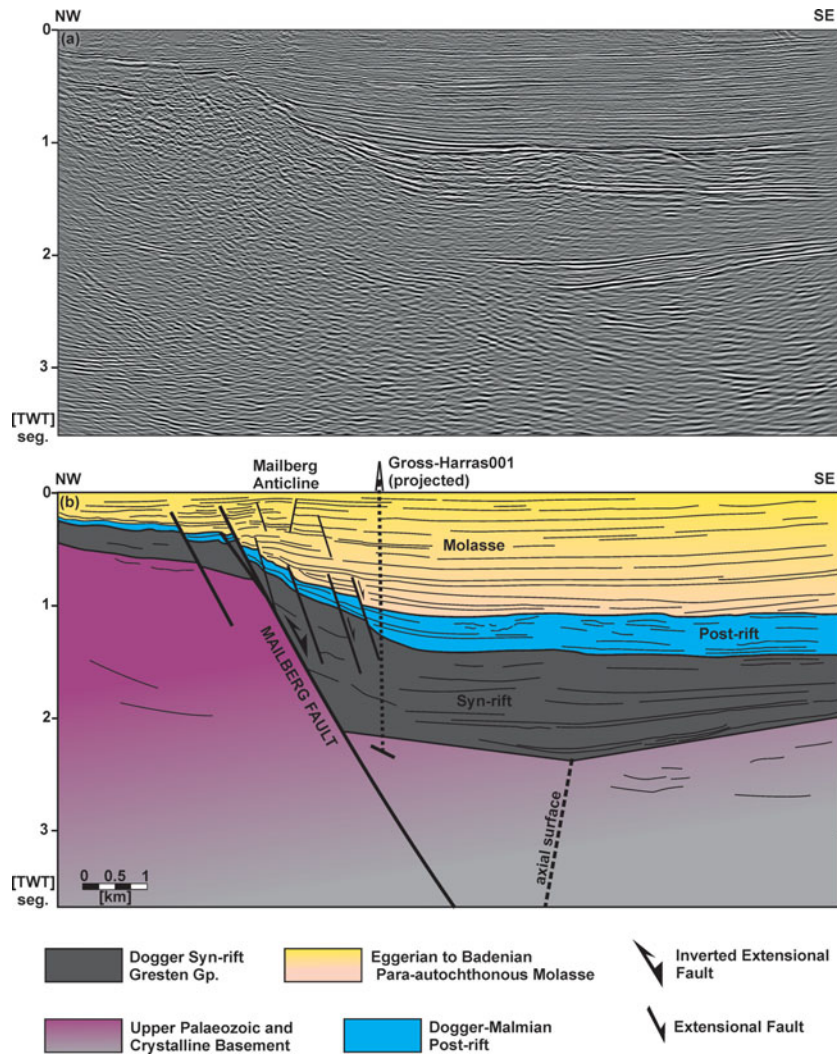 NW SE
0
(a)
1
2
3
[TWT]
seg.
Mailberg
Anticline
Gross-Harras001
(projected)
NW SE
0
(b)
Molasse
1
Post-rift
MAILBERG FAULT
Syn-rift
2
axial surface
3
0 0.5 1
[km]
[TWT]
seg.
Dogger Syn-rift
Gresten Gp.
Eggerian to Badenian
Para-autochthonous Molasse
Inverted Extensional
Fault
Upper Palaeozoic and
Crystalline Basement
Dogger-Malmian
Post-rift
Extensional Fault